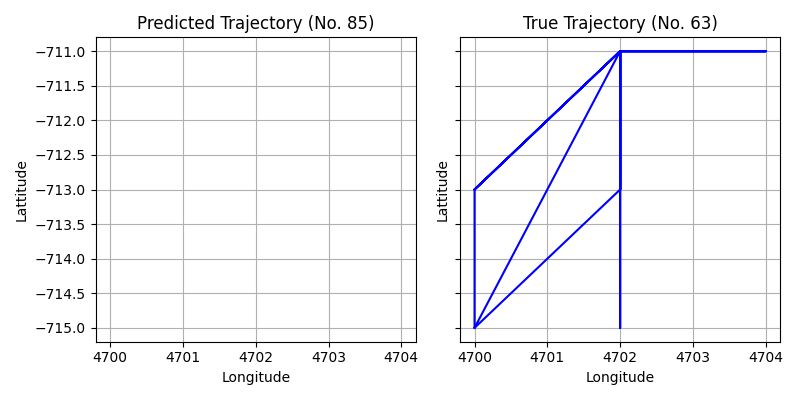 Predicted Trajectory (No. 85)
True Trajectory (No. 63)
−711.0
−711.5
−712.0
−712.5
−713.0
−713.5
−714.0
−714.5
−715.0
Lattitude
4700 4701 4702 4703 4704
Longitude
Lattitude
4700 4701 4702 4703 4704
Longitude